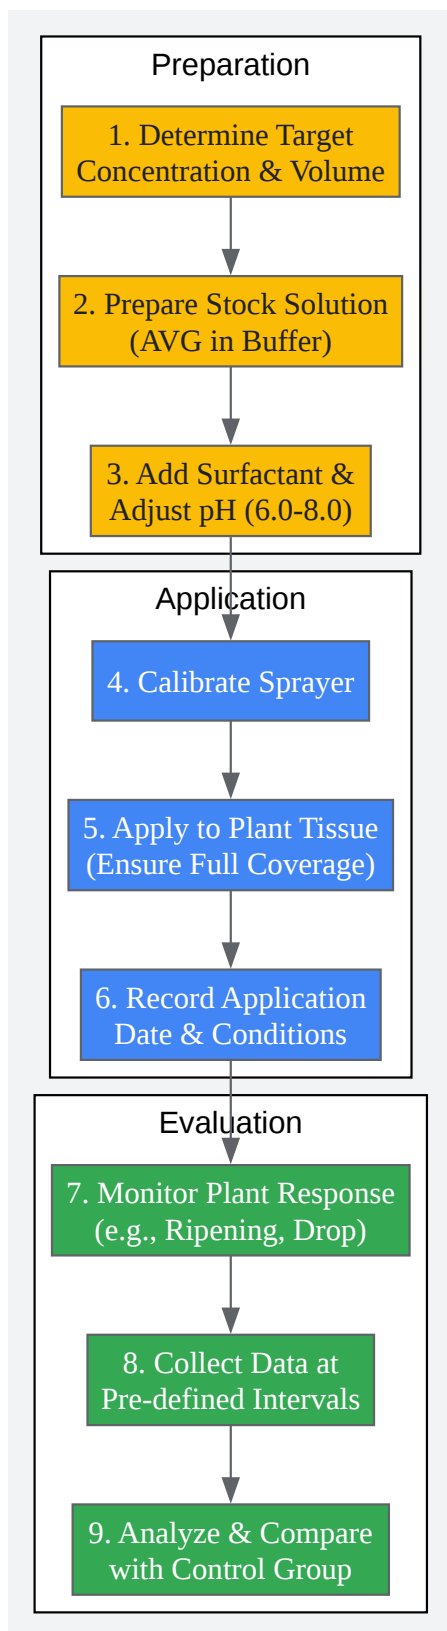 Preparation
1. Determine Target
Concentration & Volume
2. Prepare Stock Solution
(AVG in Buffer)
3. Add Surfactant &
Adjust pH (6.0-8.0)
Application
4. Calibrate Sprayer
5. Apply to Plant Tissue
(Ensure Full Coverage)
6. Record Application
Date & Conditions
Evaluation
7. Monitor Plant Response
(e.g., Ripening, Drop)
8. Collect Data at
Pre-defined Intervals
9. Analyze & Compare
with Control Group